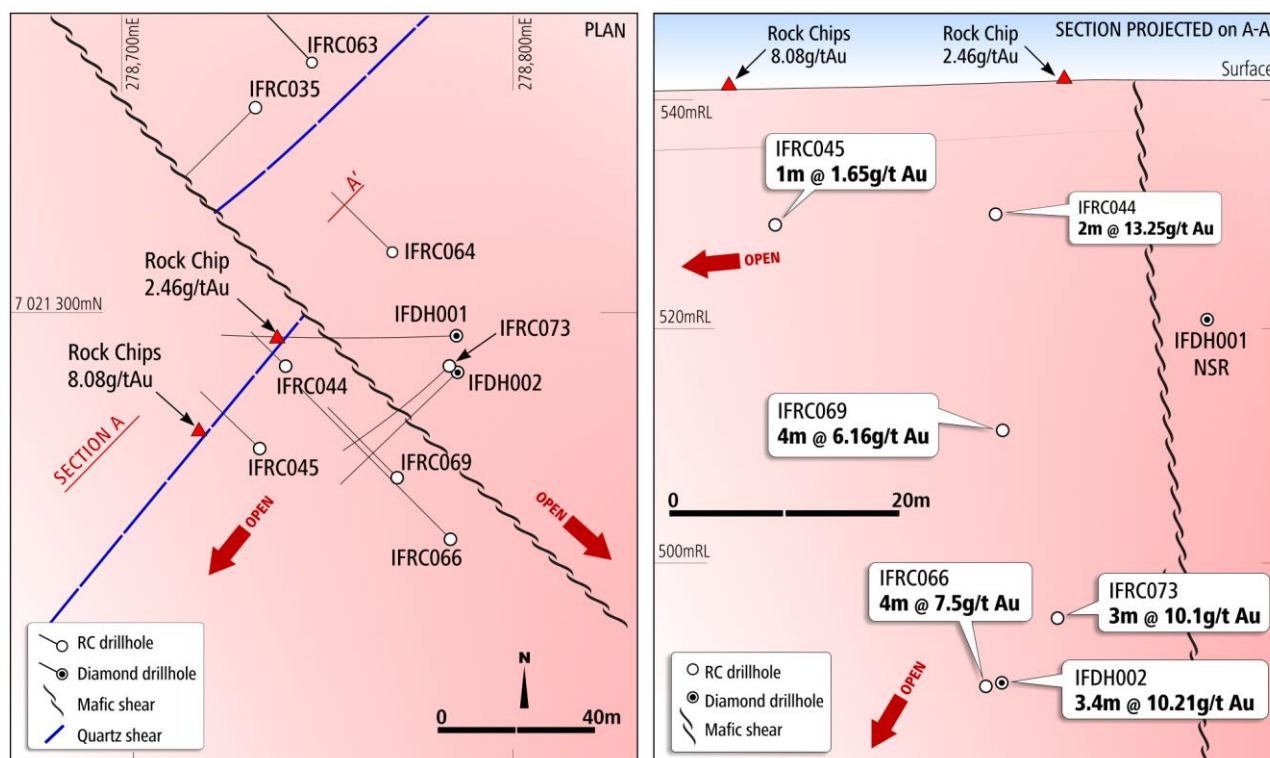 PLAN
278,700mE
278,800mE
IFRC063
IFRC035
A'
IFRC064
Rock Chip
2.46g/tAu
7 021 300mN
IFDH001
IFRC073
Rock Chips
8.08g/tAu
IFRC044
IFDH002
SECTION A
IFRC045
IFRC069
OPEN
OPEN
IFRC066
RC drillhole
Diamond drillhole
Mafic shear
Quartz shear
N
0 40m
SECTION PROJECTED on A-A
Rock Chips
8.08g/tAu
Rock Chip
2.46g/tAu
Surface
540mRL
IFRC045
1m @ 1.65g/t Au
IFRC044
2m @ 13.25g/t Au
OPEN
520mRL
IFDH001
NSR
IFRC069
4m @ 6.16g/t Au
0 20m
500mRL
IFRC066
4m @ 7.5g/t Au
IFRC073
3m @ 10.1g/t Au
IFDH002
3.4m @ 10.21g/t Au
OPEN
RC drillhole
Diamond drillhole
Mafic shear